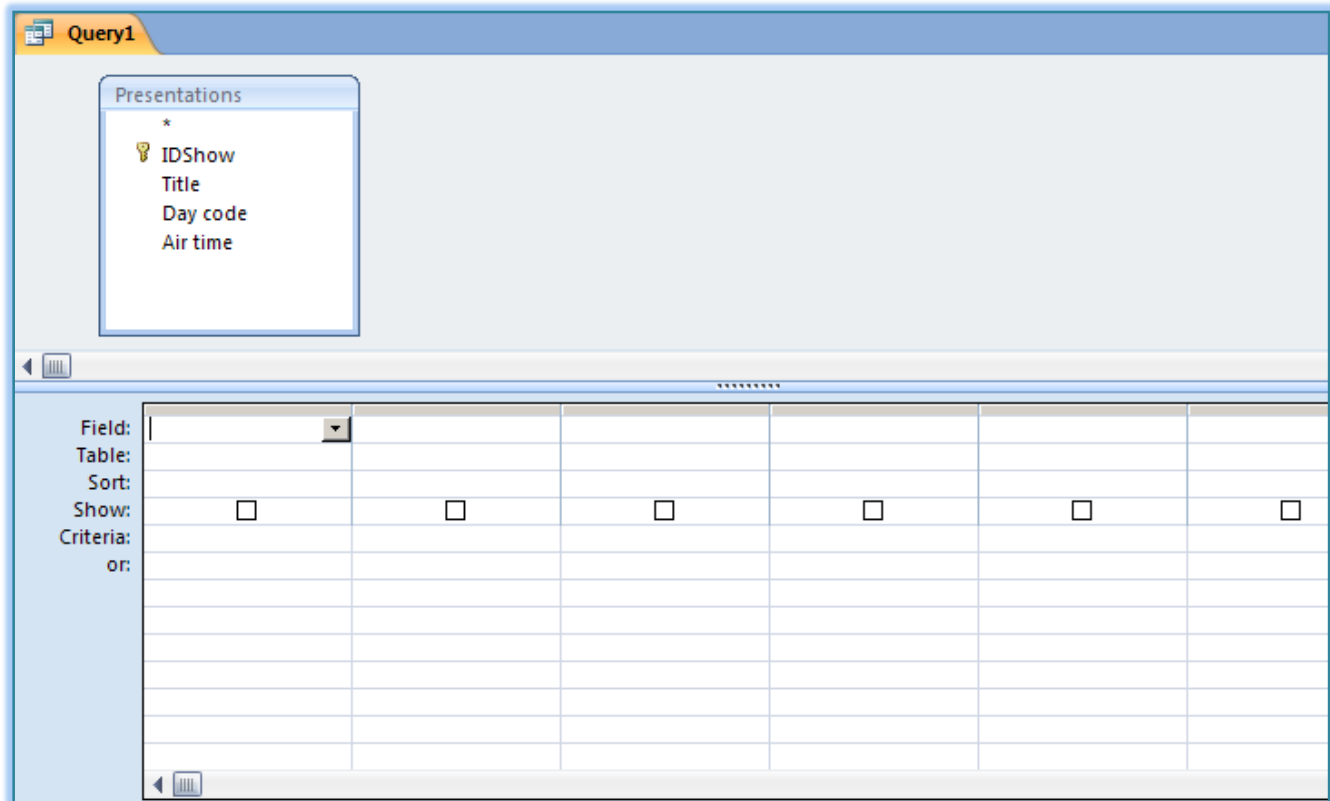 Query1
Presentations
*
IDShow
Title
Day code
Air time
Field:
Table:
Sort:
Show:
Criteria:
or: